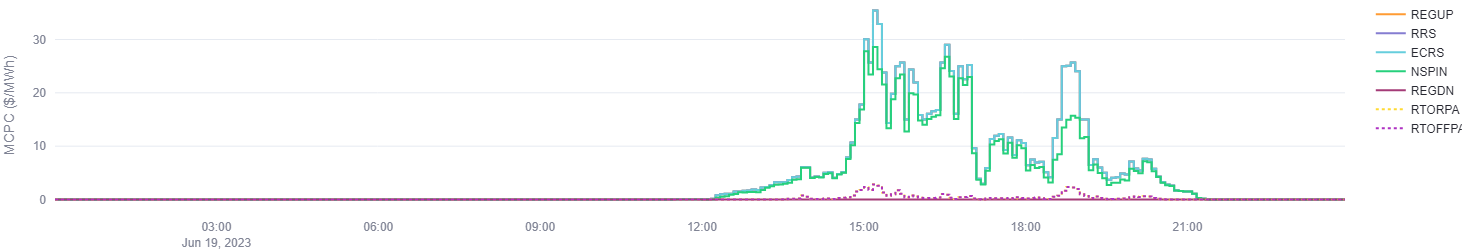 MCPC ($/MWh)
30
20
10
0
03:00
06:00
09:00
12:00
15:00
18:00
21:00
Jun 19, 2023
REGUP
RRS
ECRS
NSPIN
REGDN
RTORPA
RTOFFPA